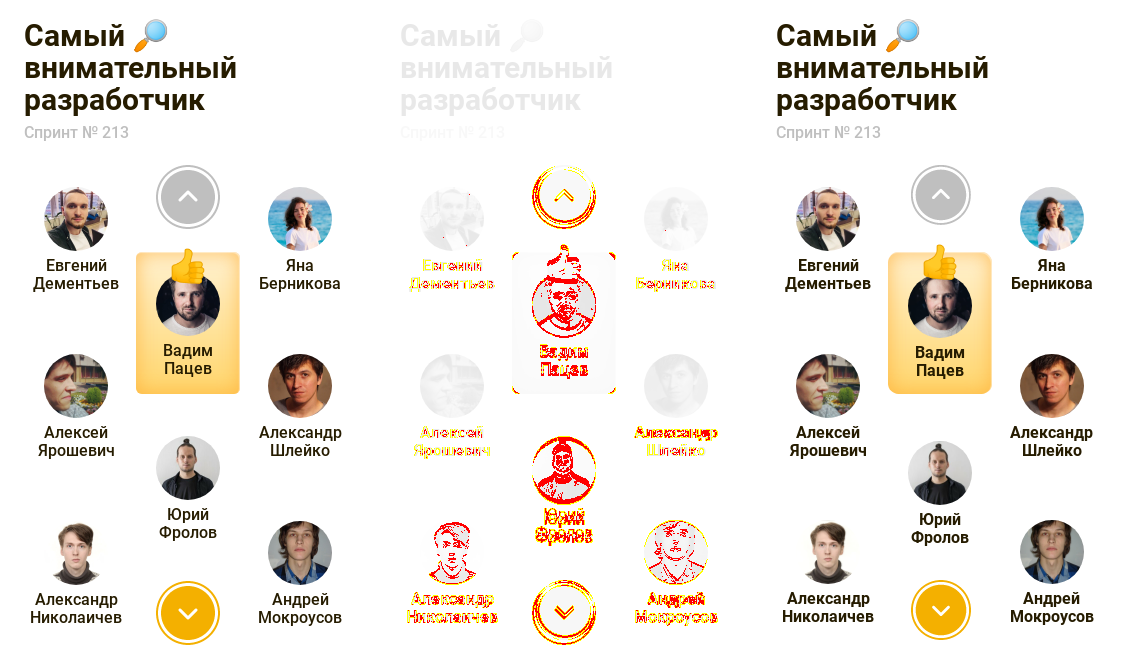 Самый 🔎
внимательный
разработчик
Спринт № 213
Евгений
Дементьев
Яна
Берникова
Вадим
Пацев
Алексей
Ярошевич
Александр
Шлейко
Юрий
Фролов
Александр
Николаичев
Андрей
Мокроусов
Самый 🔎
внимательный
разработчик
Спринт № 213
Евгений
Дементьев
Яна
Берникова
Вадим
Пацев
Алексей
Ярошевич
Александр
Шлейко
Юрий
Фролов
Александр
Николаичев
Андрей
Мокроусов
Самый 🔎
внимательный
разработчик
Спринт № 213
Евгений
Дементьев
Яна
Берникова
Вадим
Пацев
Алексей
Ярошевич
Александр
Шлейко
Юрий
Фролов
Александр
Николаичев
Андрей
Мокроусов